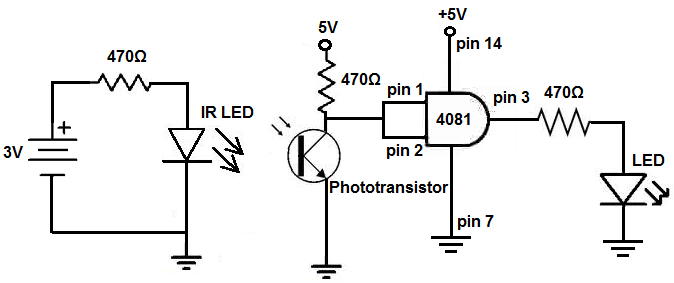 470Ω
IR LED
+
3V
5V
470Ω
Phototransistor
+5V
pin 14
pin 1
pin 2
4081
pin 3
pin 7
470Ω
LED